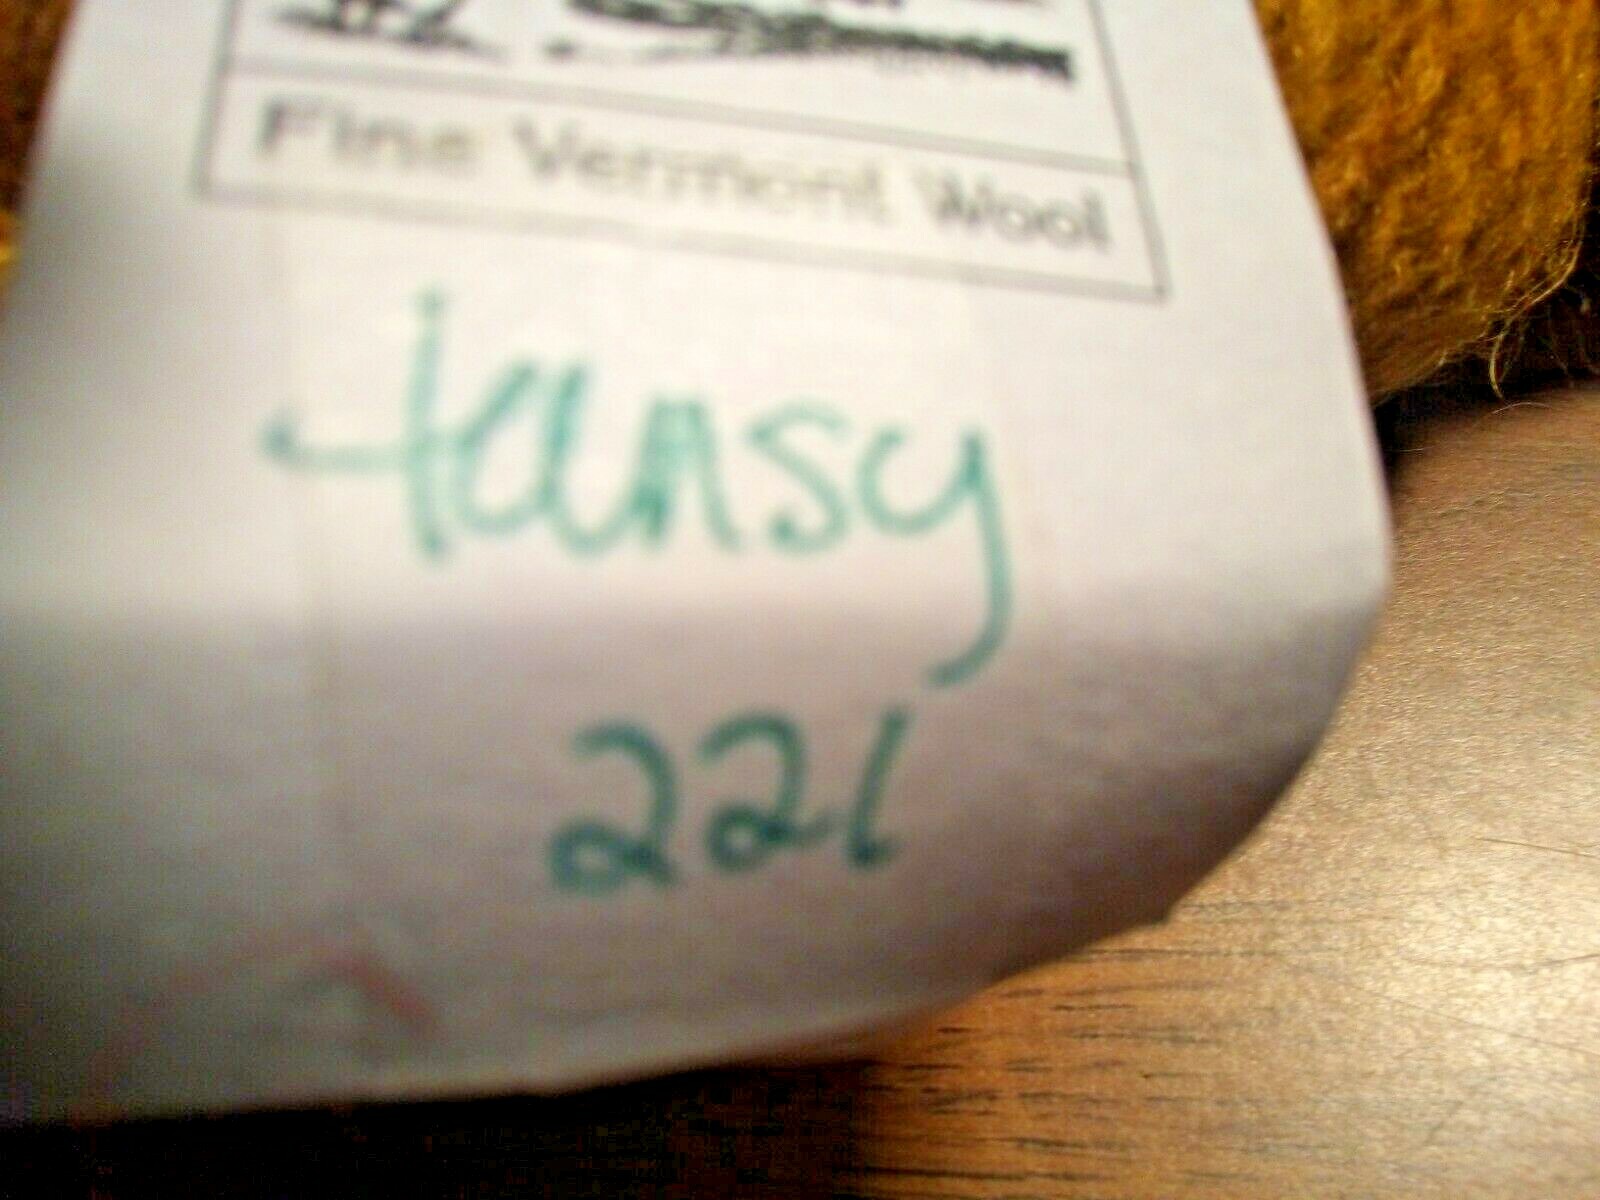 Fine Vermont Wool
tansy
221